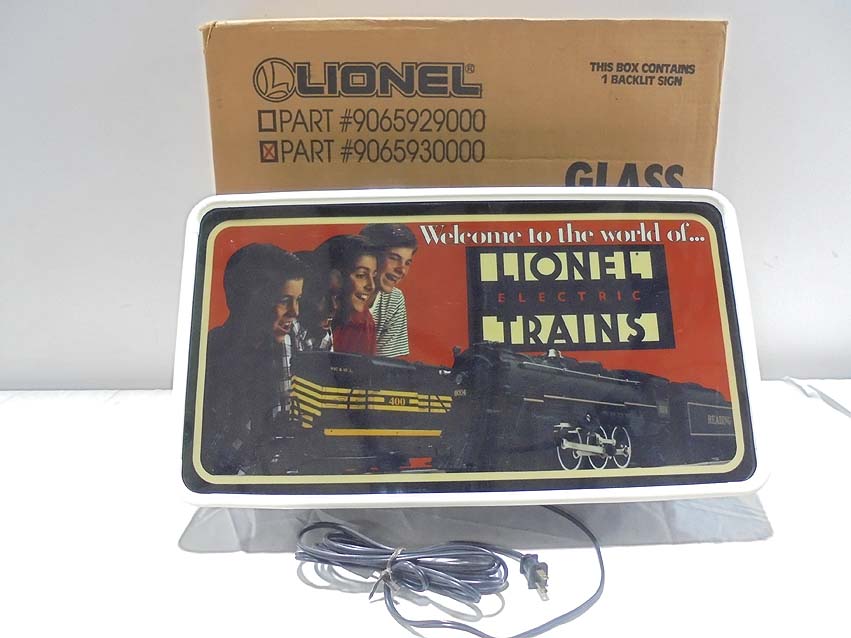 LIONEL®
THIS BOX CONTAINS
1 BACKLIT SIGN
PART #9065929000
PART #9065930000
GLASS
Welcome to the world of...
LIONEL
ELECTRIC
TRAINS
400
READING